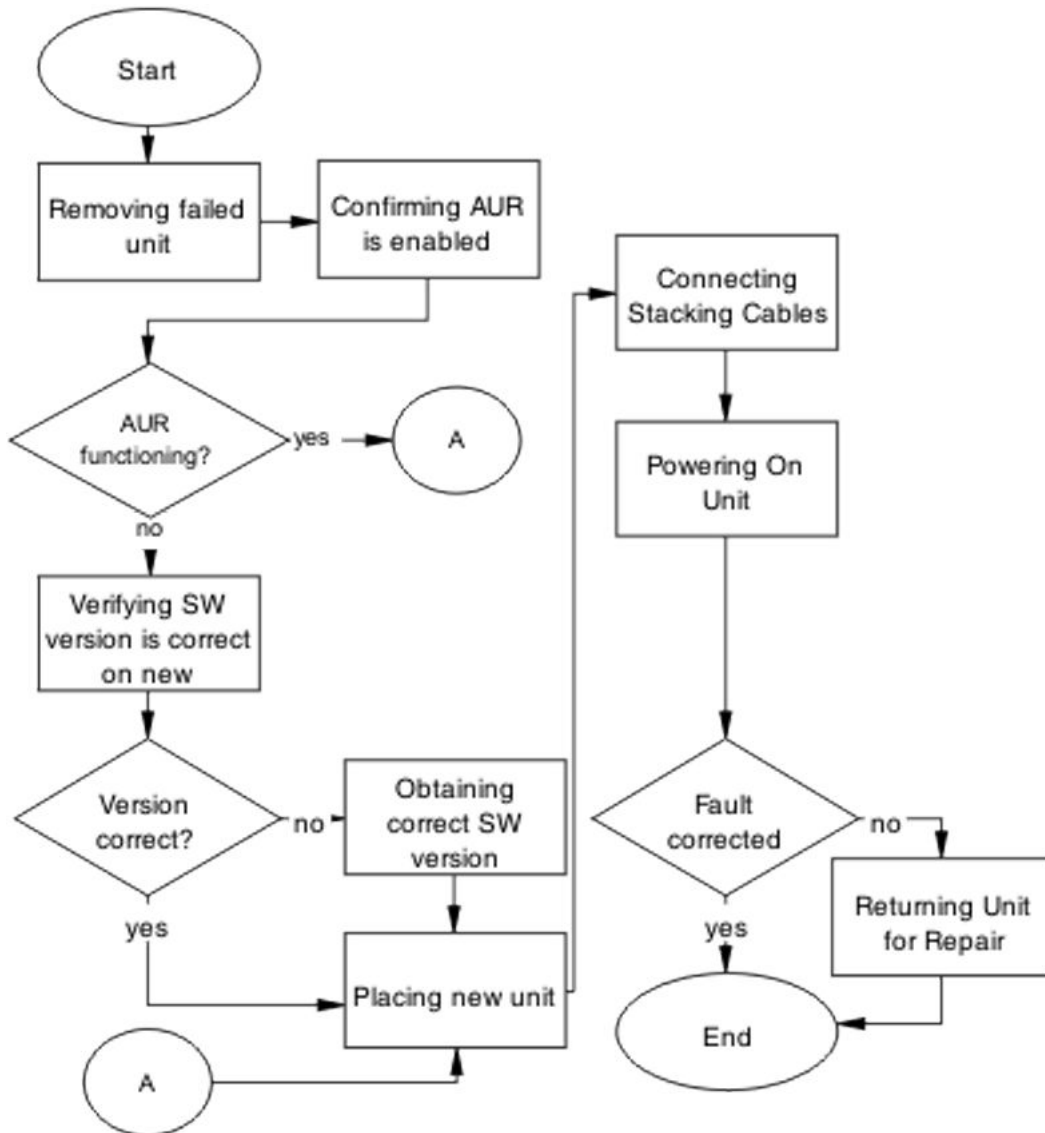 Start
Removing failed
unit
Confirming AUR
is enabled
AUR
functioning?
yes
A
no
Verifying SW
version is correct
on new
Version
correct?
no
Obtaining
correct SW
version
yes
Placing new unit
A
Connecting
Stacking Cables
Powering On
Unit
Fault
corrected
no
Returning Unit
for Repair
yes
End